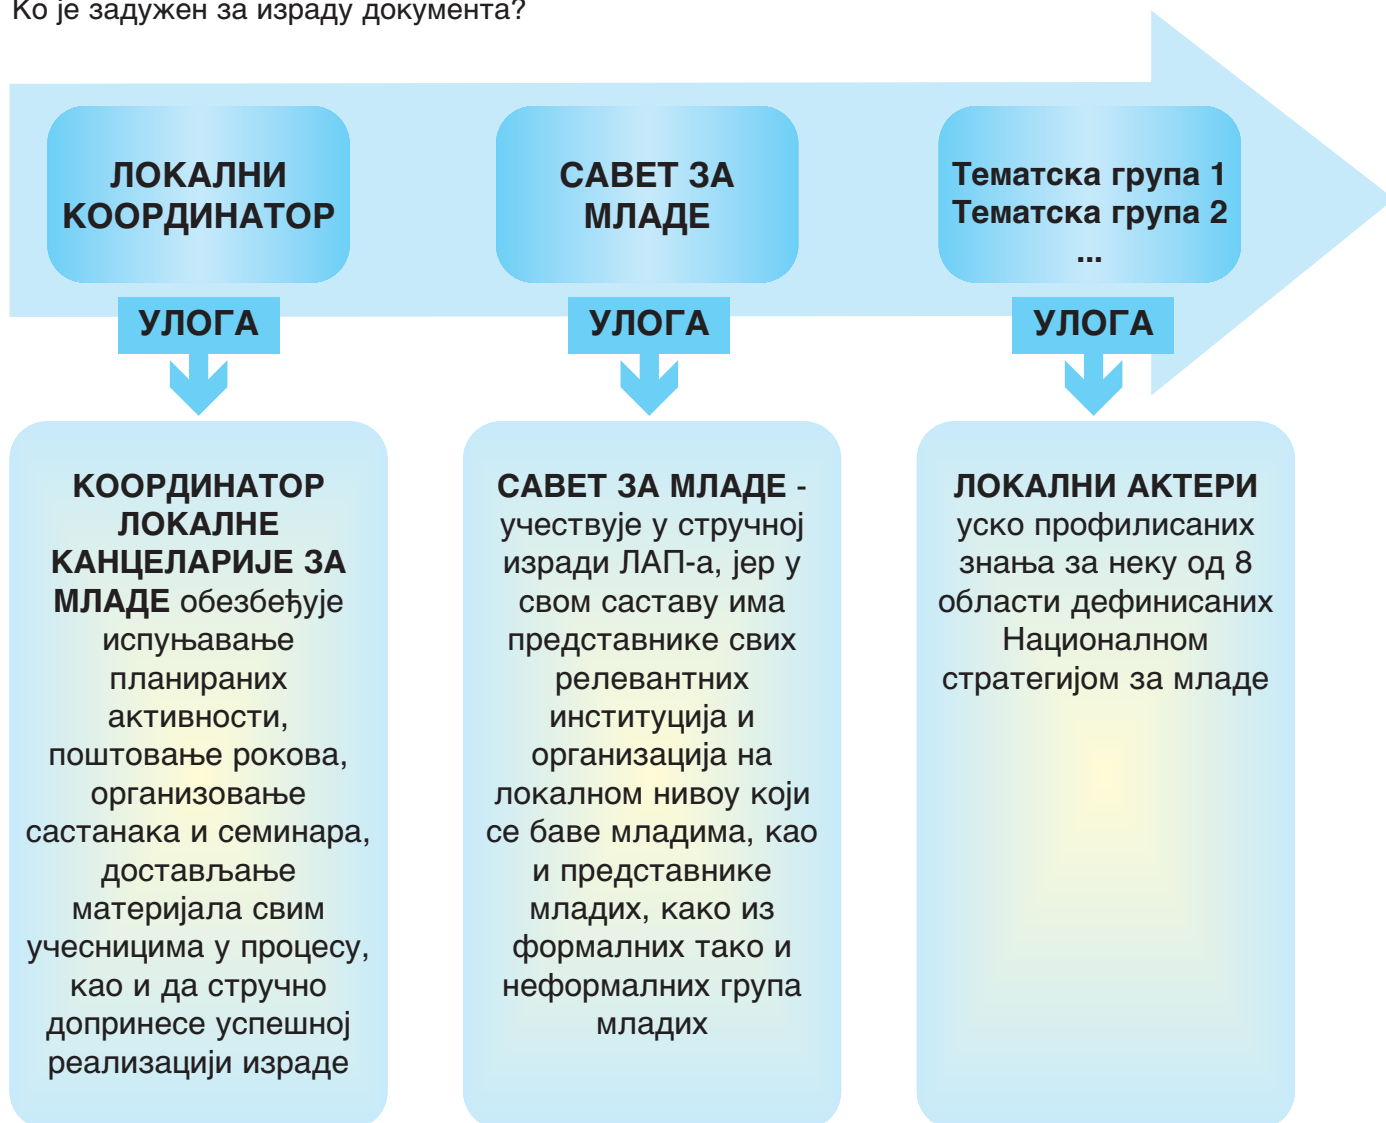 Ко је задужен за израду документа?
ЛОКАЛНИ
КООРДИНАТОР
САВЕТ ЗА
МЛАДЕ
Тематска група 1
Тематска група 2
...
УЛОГА
УЛОГА
УЛОГА
КООРДИНАТОР
ЛОКАЛНЕ
КАНЦЕЛАРИЈЕ ЗА
МЛАДЕ обезбеђује
испуњавање
планираних
активности,
поштовање рокова,
организовање
састанака и семинара,
достављање
материјала свим
учесницима у процесу,
као и да стручно
допринесе успешној
реализацији израде
САВЕТ ЗА МЛАДЕ -
учествује у стручној
изради ЛАП-а, јер у
свом саставу има
представнике свих
релевантних
институција и
организација на
локалном нивоу који
се баве младима, као
и представнике
младих, како из
формалних тако и
неформалних група
младих
ЛОКАЛНИ АКТЕРИ
уско профилисаних
знања за неку од 8
области дефинисаних
Националном
стратегијом за младе